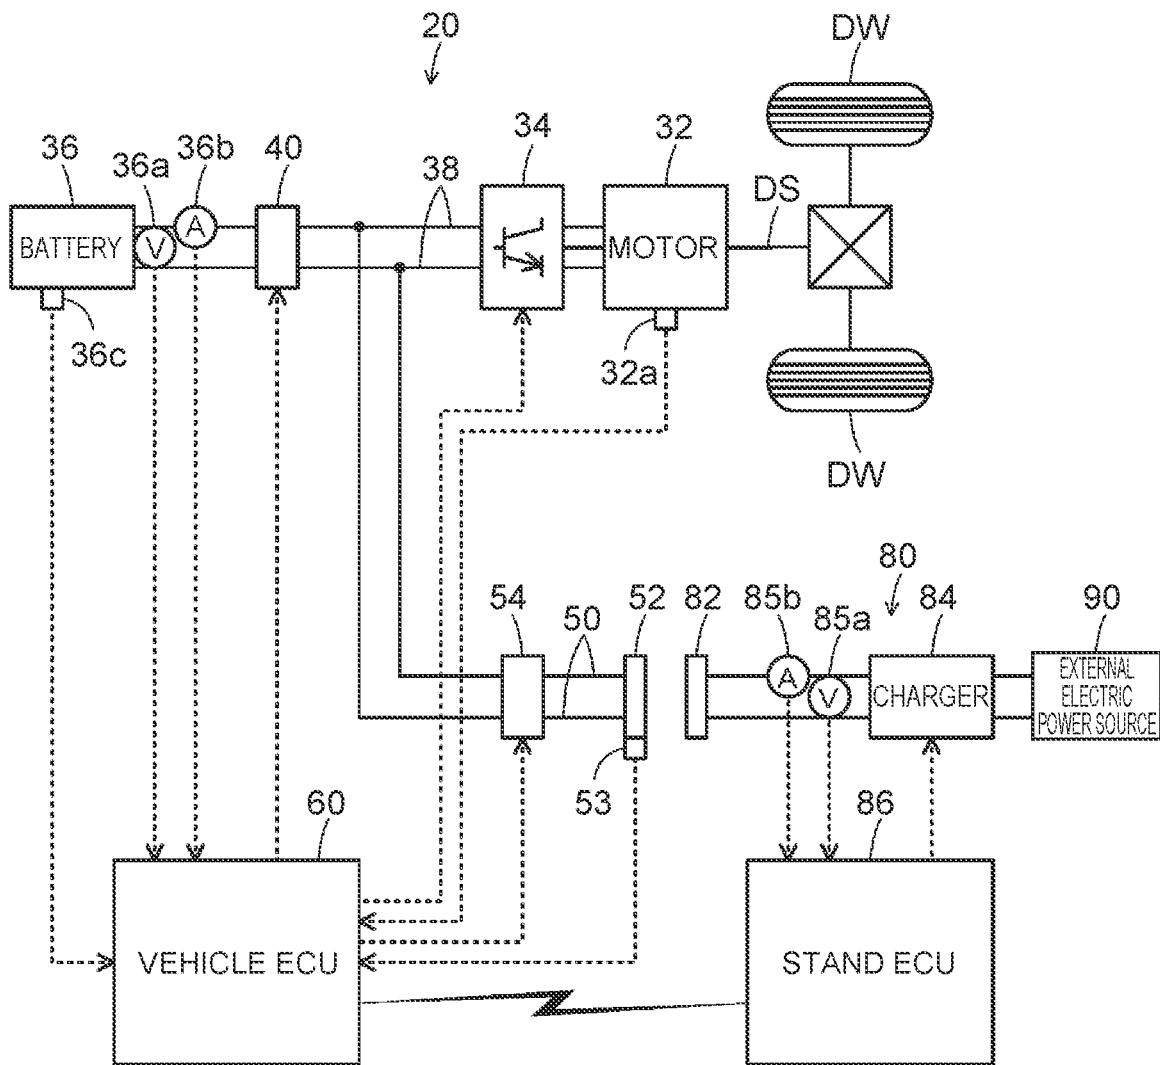 20
DW
36
36a
36b
40
38
34
32
DS
BATTERY
V
A
MOTOR
36c
32a
DW
80
54
50
52
82
85b
85a
84
90
A
V
CHARGER
EXTERNAL
ELECTRIC
POWER SOURCE
53
60
86
VEHICLE ECU
STAND ECU